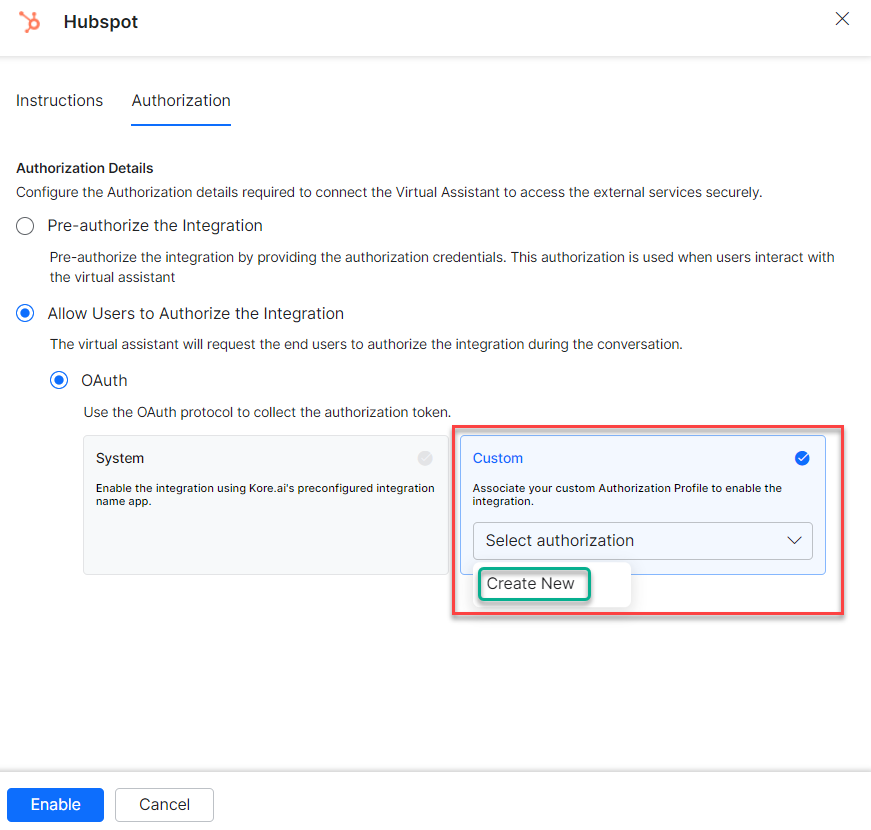 Hubspot
Instructions
Authorization
Authorization Details
Configure the Authorization details required to connect the Virtual Assistant to access the external services securely.
Pre-authorize the Integration
Pre-authorize the integration by providing the authorization credentials. This authorization is used when users interact with
the virtual assistant
Allow Users to Authorize the Integration
The virtual assistant will request the end users to authorize the integration during the conversation.
OAuth
Use the OAuth protocol to collect the authorization token.
System
Enable the integration using Kore.ai's preconfigured integration
name app.
Custom
Associate your custom Authorization Profile to enable the
integration.
Select authorization
Create New
Enable
Cancel